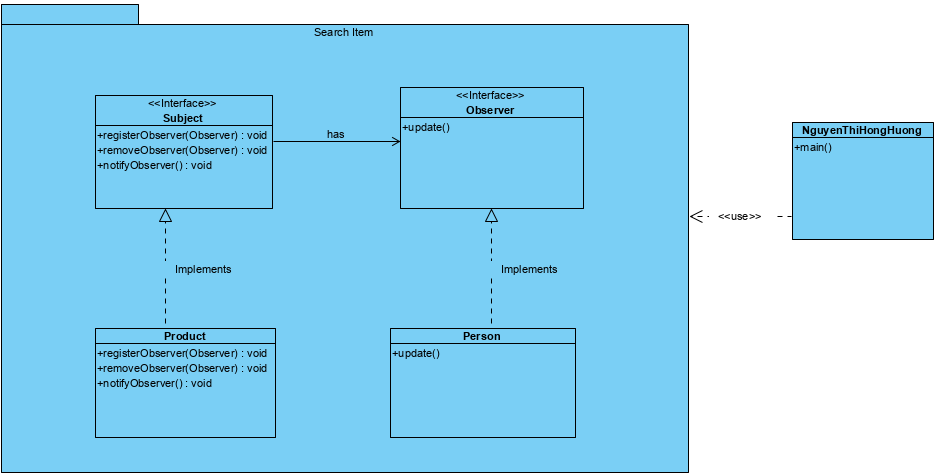 Search Item
<<Interface>>
Subject
+registerObserver(Observer) : void
+removeObserver(Observer) : void
+notifyObserver() : void
has
<<Interface>>
Observer
+update()
NguyenThiHongHuong
+main()
<<use>>
Implements
Implements
Product
+registerObserver(Observer) : void
+removeObserver(Observer) : void
+notifyObserver() : void
Person
+update()